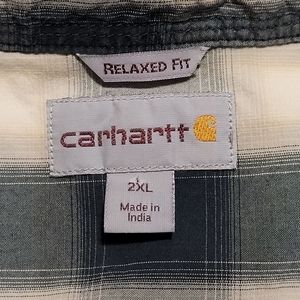 RELAXED FIT
carhartt
2XL
Made in
India